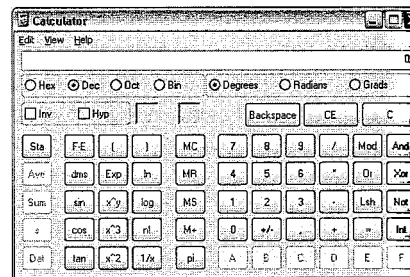 Calculator
Edit View Help
0.
Hex Dec Oct Bin Degrees Radians Grads
Inv Hyp Backspace CE C
Sta F-E ( ) MC 7 8 9 / Mod And
Ave dms Exp ln MR 4 5 6 * Or Xor
Sum sin x^y log MS 1 2 3 - Lsh Not
s cos x^3 n! M+ 0 +/- . + = Int
Dat tan x^2 1/x pi A B C D E F